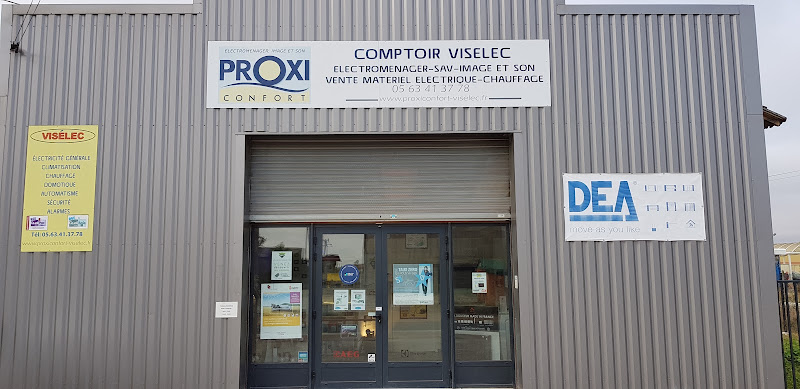 ELECTROMENAGER IMAGE ET SON
PROXI
CONFORT
COMPTOIR VISELEC
ELECTROMENAGER-SAV-IMAGE ET SON
VENTE MATERIEL ELECTRIQUE-CHAUFFAGE
05 63 41 37 78
www.proxiconfort-viselec.fr
VISÉLEC
ÉLECTRICITÉ GÉNÉRALE
CLIMATISATION
CHAUFFAGE
DOMOTIQUE
AUTOMATISME
SÉCURITÉ
ALARMES
Tél. 05.63.41.37.78
DEA
move as you like